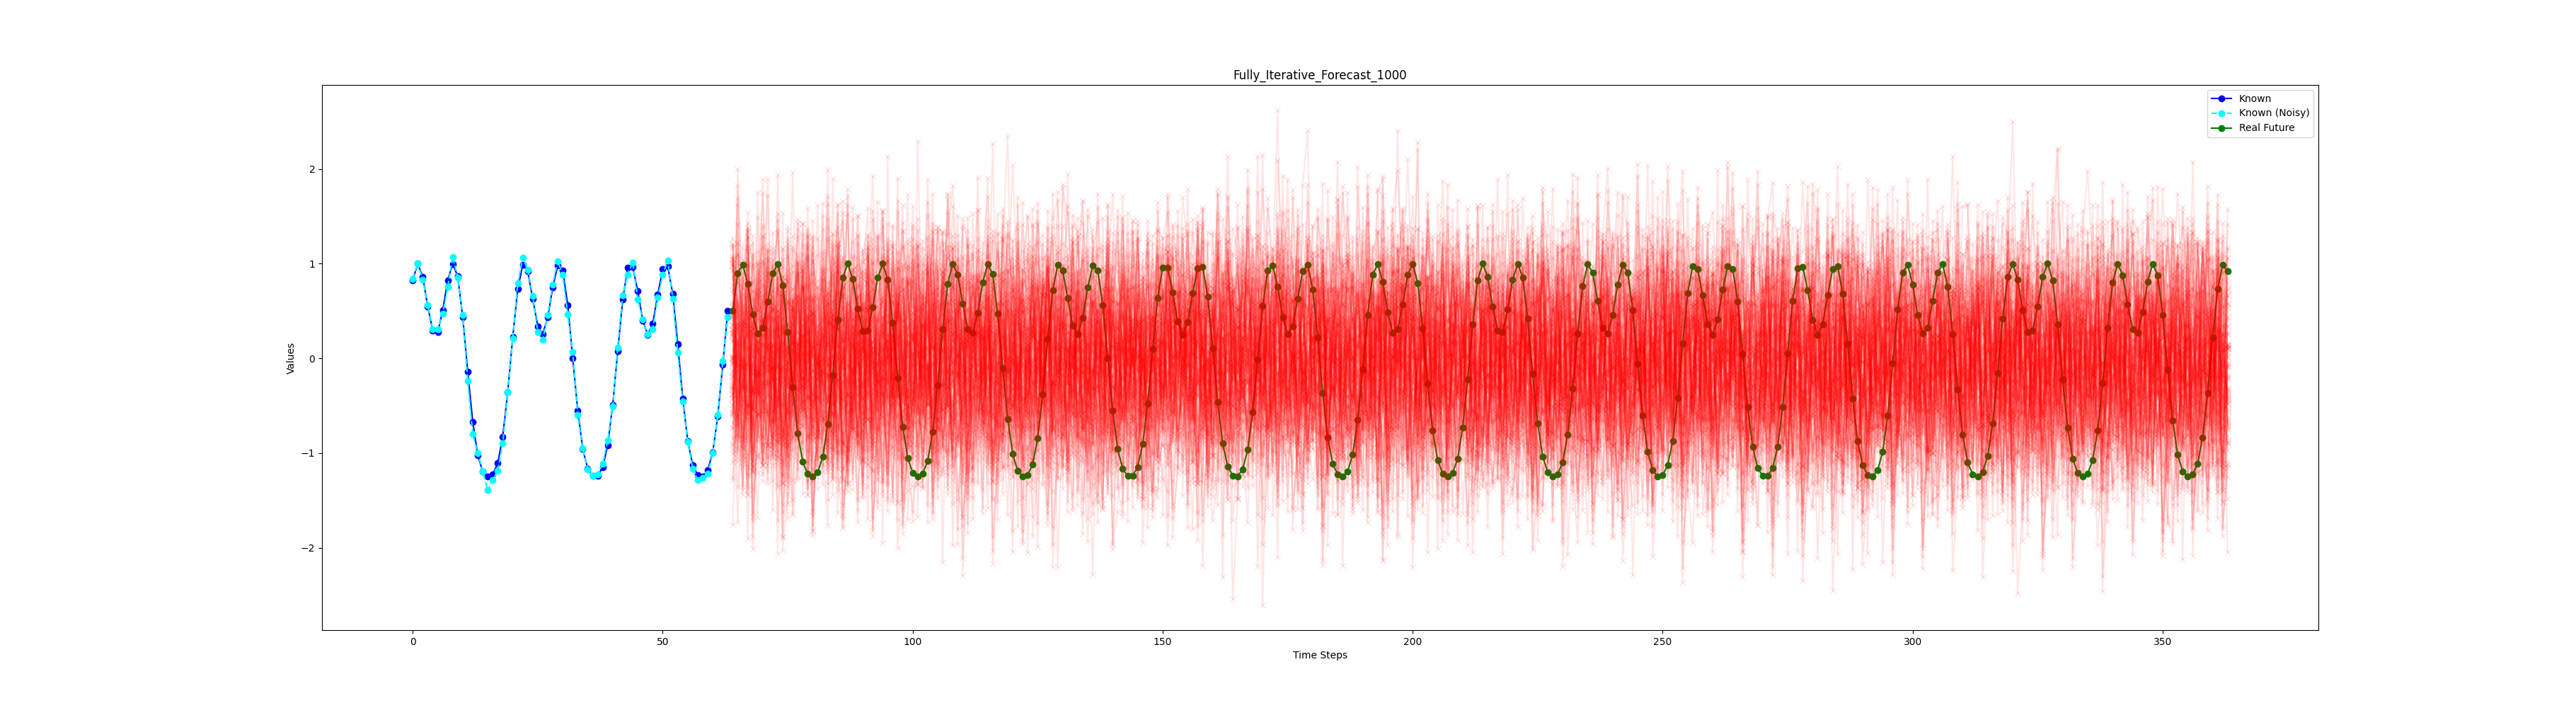 Fully_Iterative_Forecast_1000
Known
Known (Noisy)
Real Future
Values
2
1
0
−1
−2
0
50
100
150
200
250
300
350
Time Steps